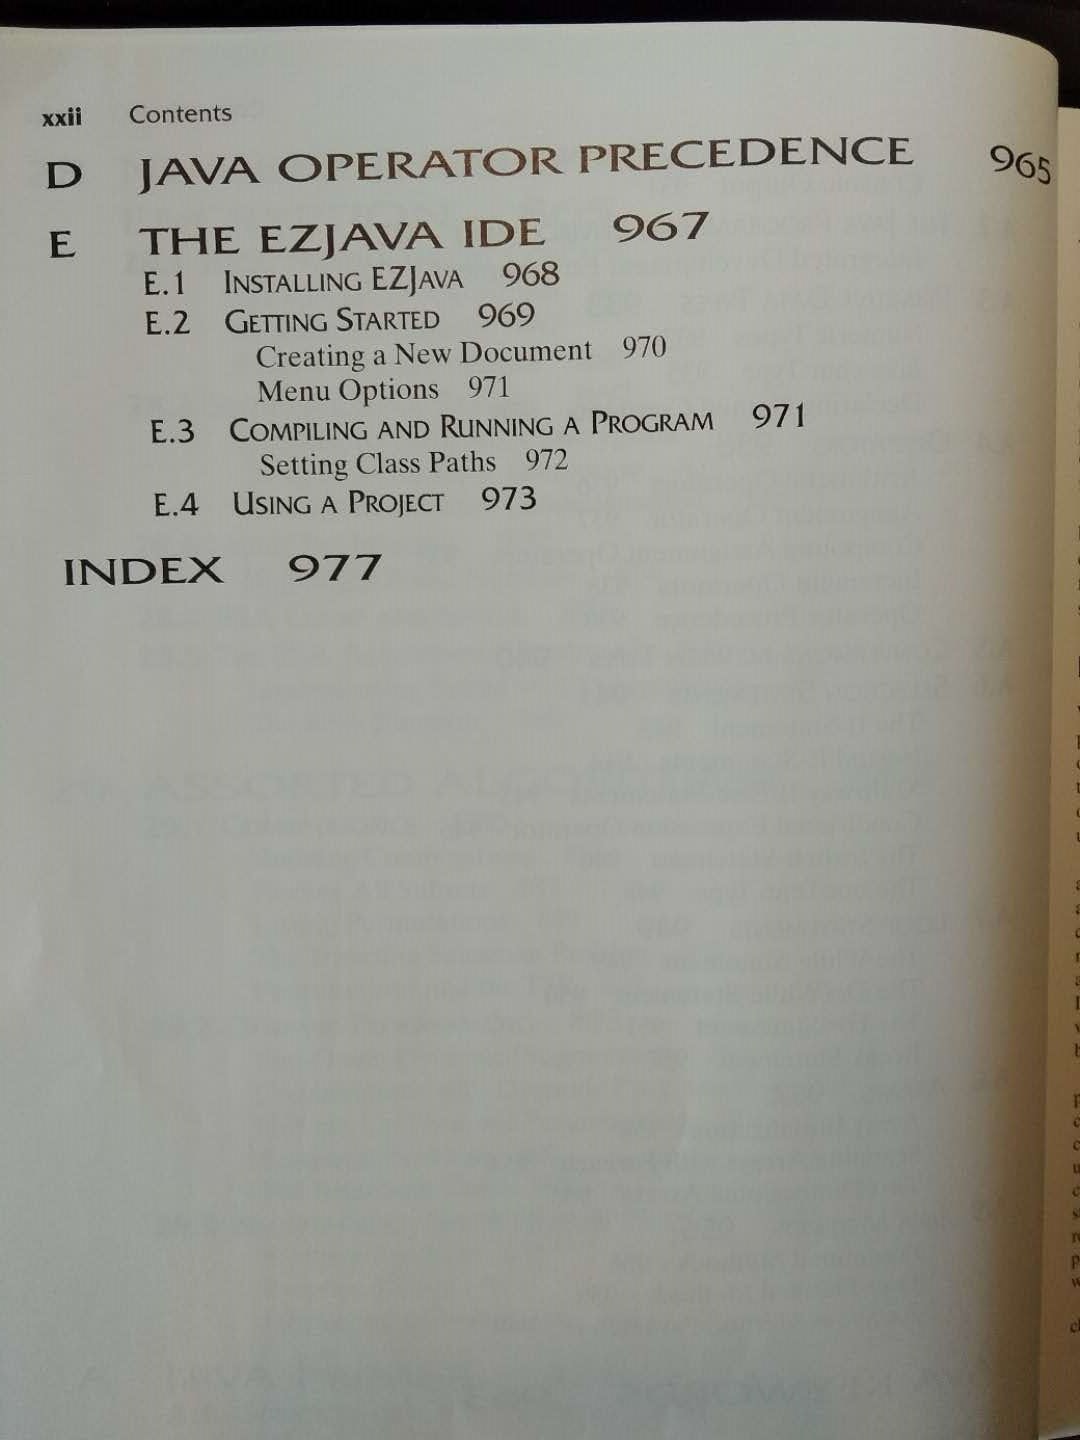 xxii Contents
D JAVA OPERATOR PRECEDENCE 965
E THE EZJAVA IDE 967
E.1 INSTALLING EZJAVA 968
E.2 GETTING STARTED 969
Creating a New Document 970
Menu Options 971
E.3 COMPILING AND RUNNING A PROGRAM 971
Setting Class Paths 972
E.4 USING A PROJECT 973
INDEX 977